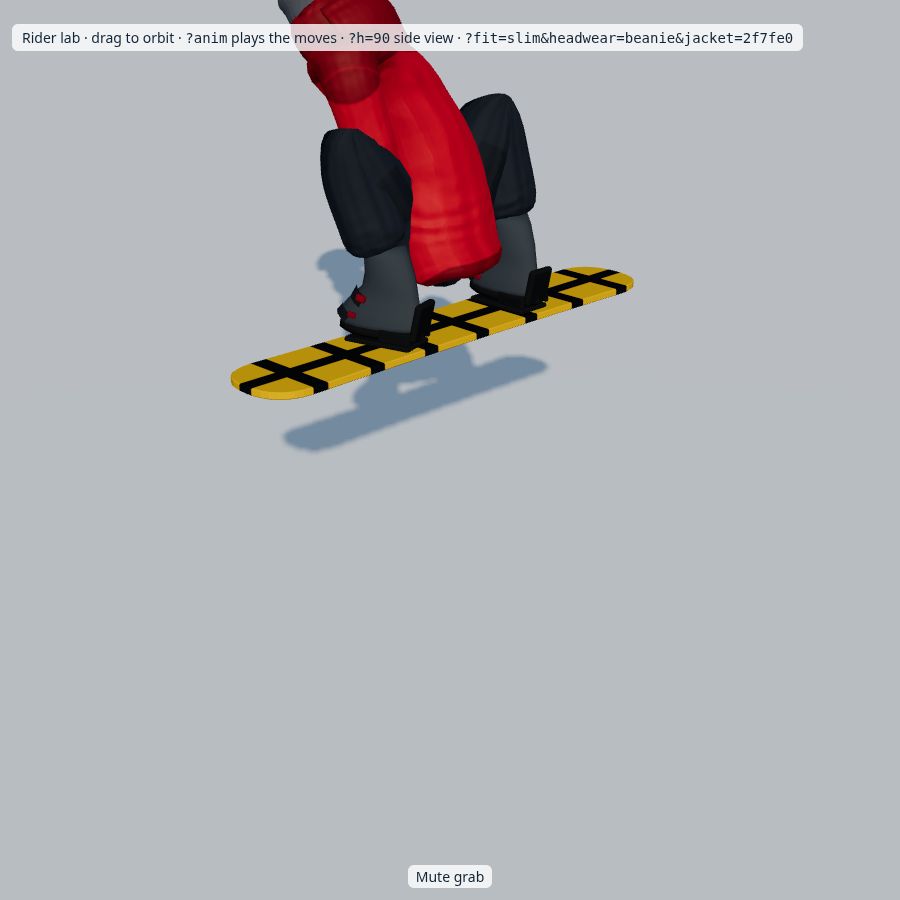 Rider lab · drag to orbit · ?anim plays the moves · ?h=90 side view · ?fit=slim&headwear=beanie&jacket=2f7fe0
Mute grab